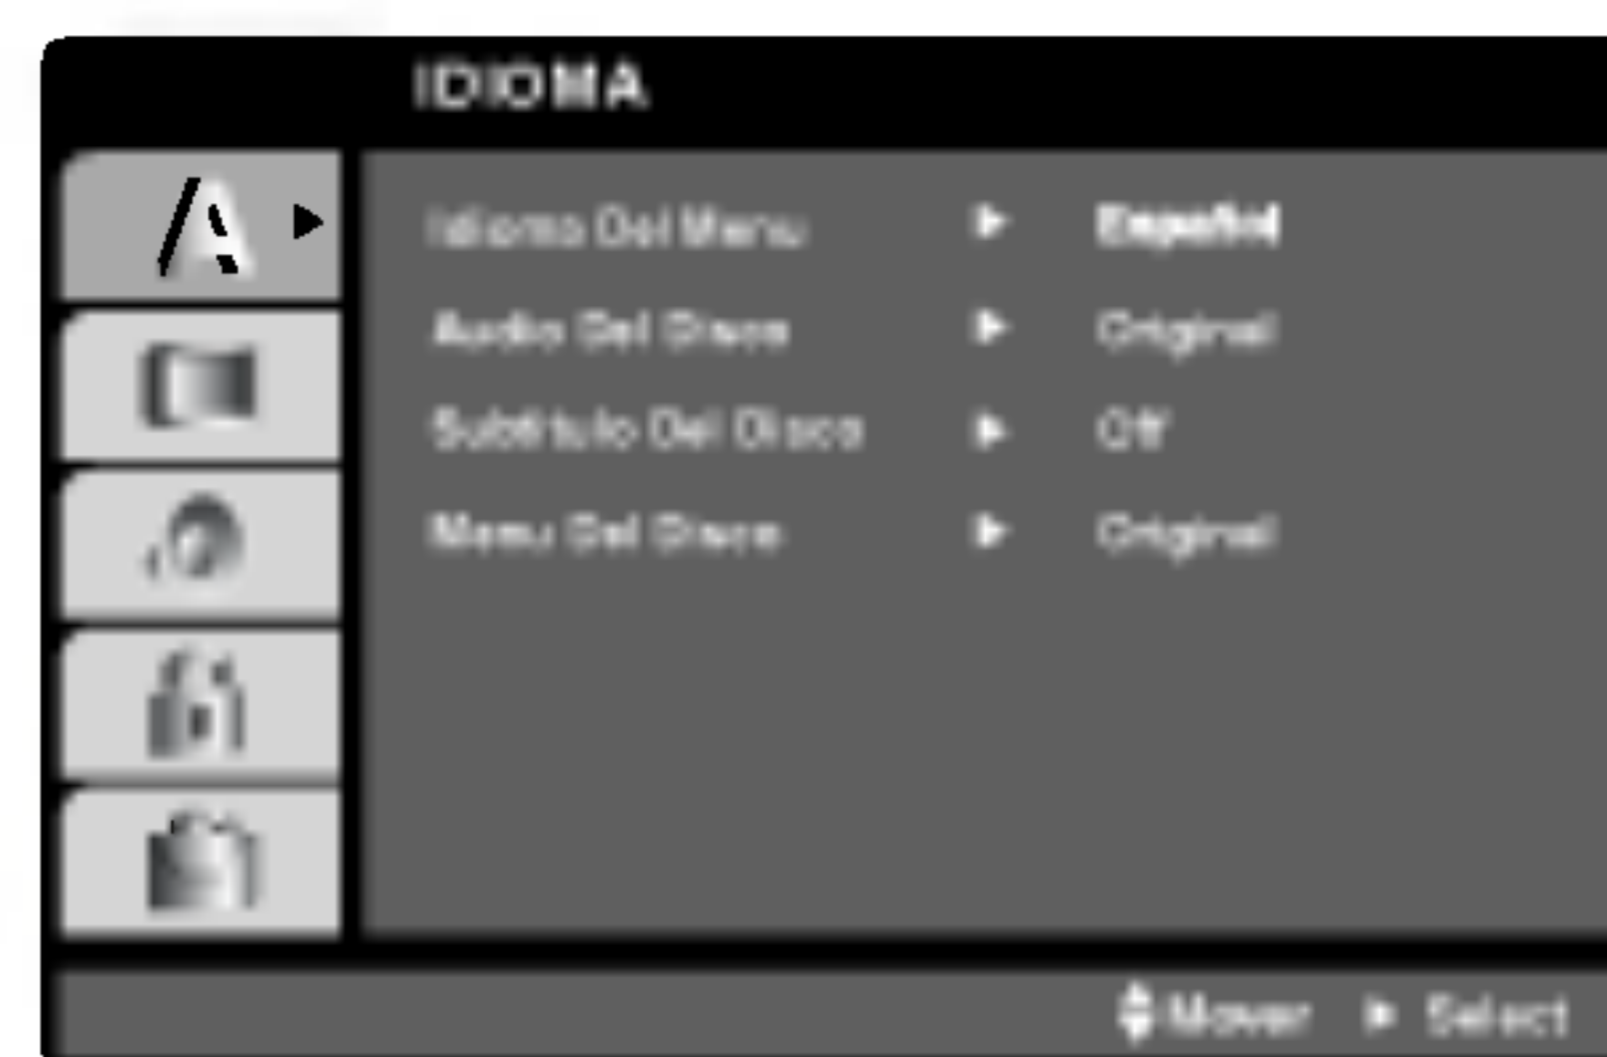 IDIOMA
Idioma Del Menu Español
Audio Del Disco Original
Subtitulo Del Disco Off
Menu Del Disco Original
Mover Select